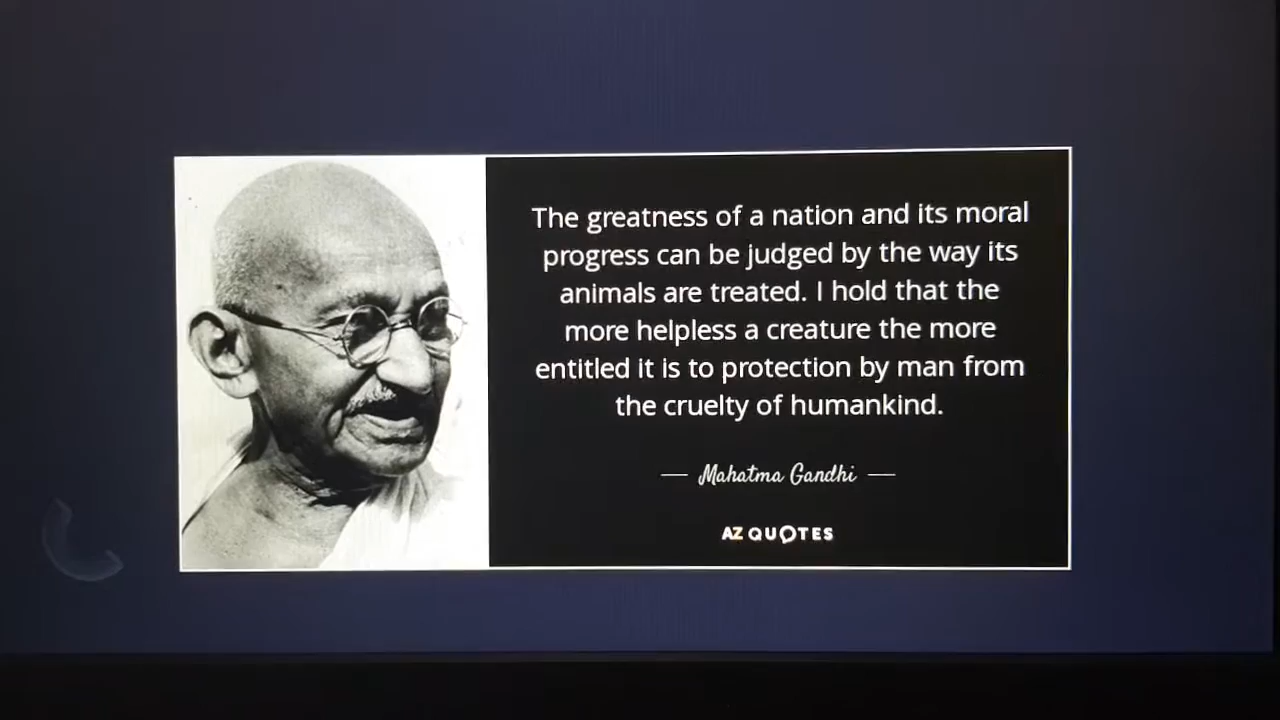 The greatness of a nation and its moral
progress can be judged by the way its
animals are treated. I hold that the
more helpless a creature the more
entitled it is to protection by man from
the cruelty of humankind.
— Mahatma Gandhi —
AZ QUOTES